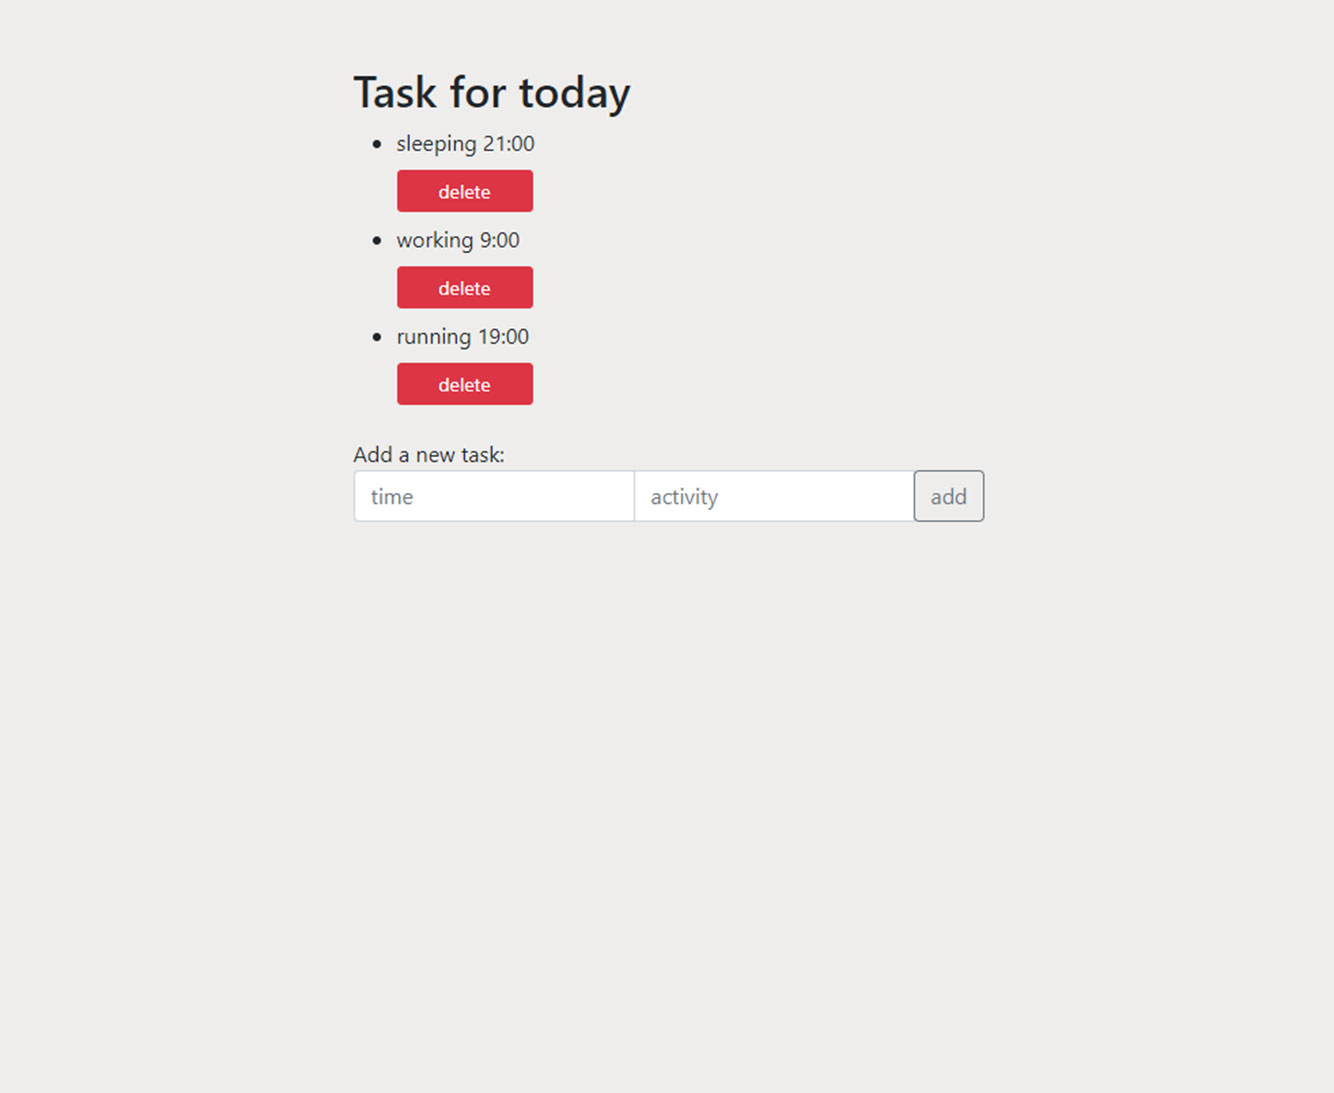 Task for today
sleeping 21:00
delete
working 9:00
delete
running 19:00
delete
Add a new task:
time activity add